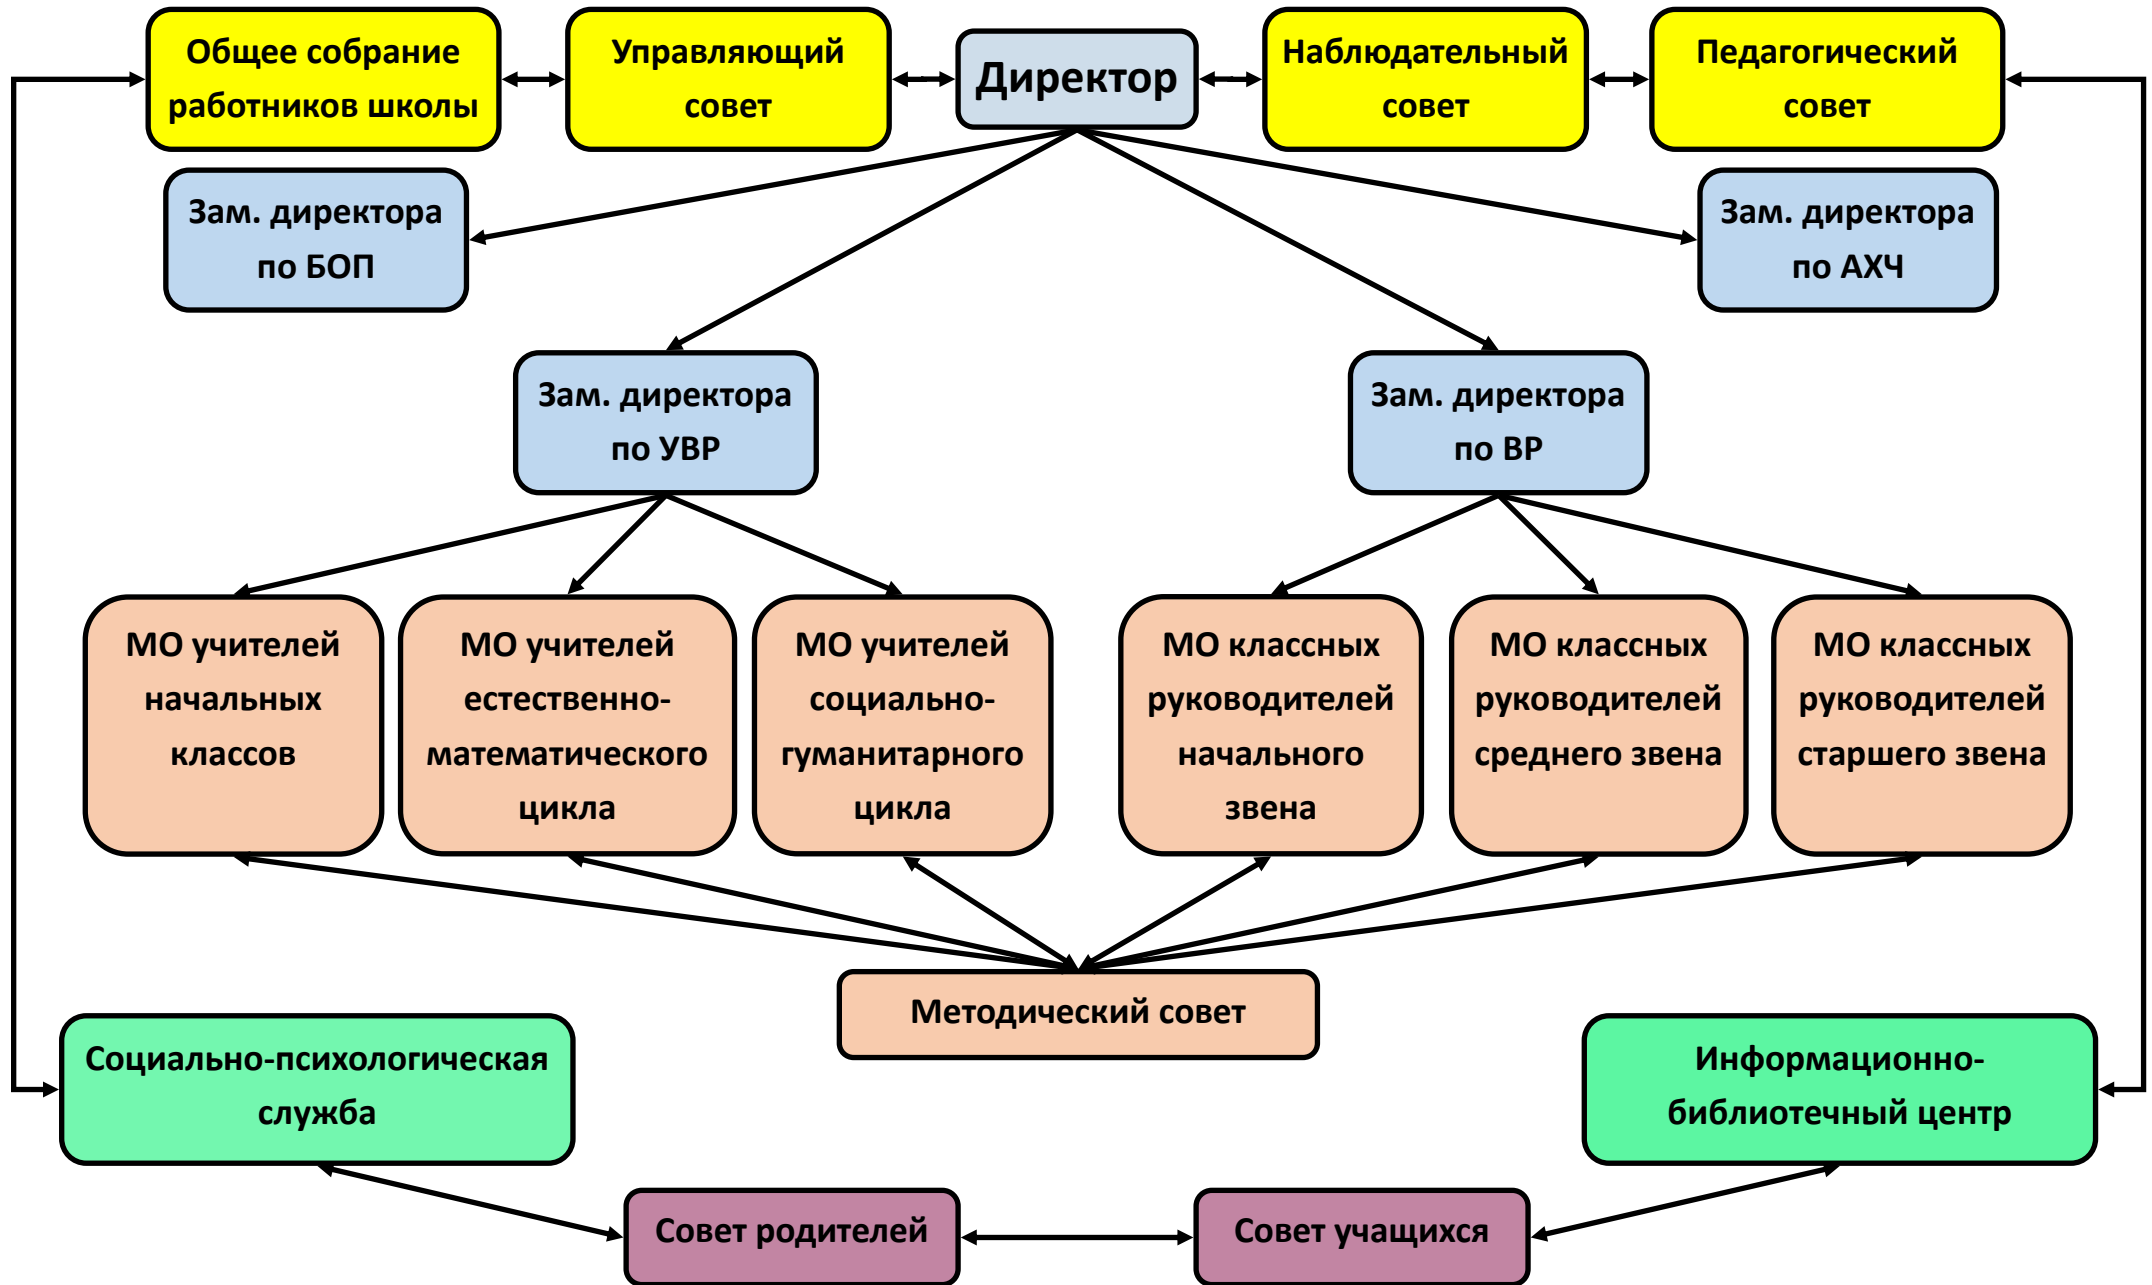 Общее собрание
работников школы
Управляющий
совет
Директор
Наблюдательный
совет
Педагогический
совет
Зам. директора
по БОП
Зам. директора
по АХЧ
Зам. директора
по УВР
Зам. директора
по ВР
МО учителей
начальных
классов
МО учителей
естественно-
математического
цикла
МО учителей
социально-
гуманитарного
цикла
МО классных
руководителей
начального
звена
МО классных
руководителей
среднего звена
МО классных
руководителей
старшего звена
Методический совет
Социально-психологическая
служба
Информационно-
библиотечный центр
Совет родителей
Совет учащихся